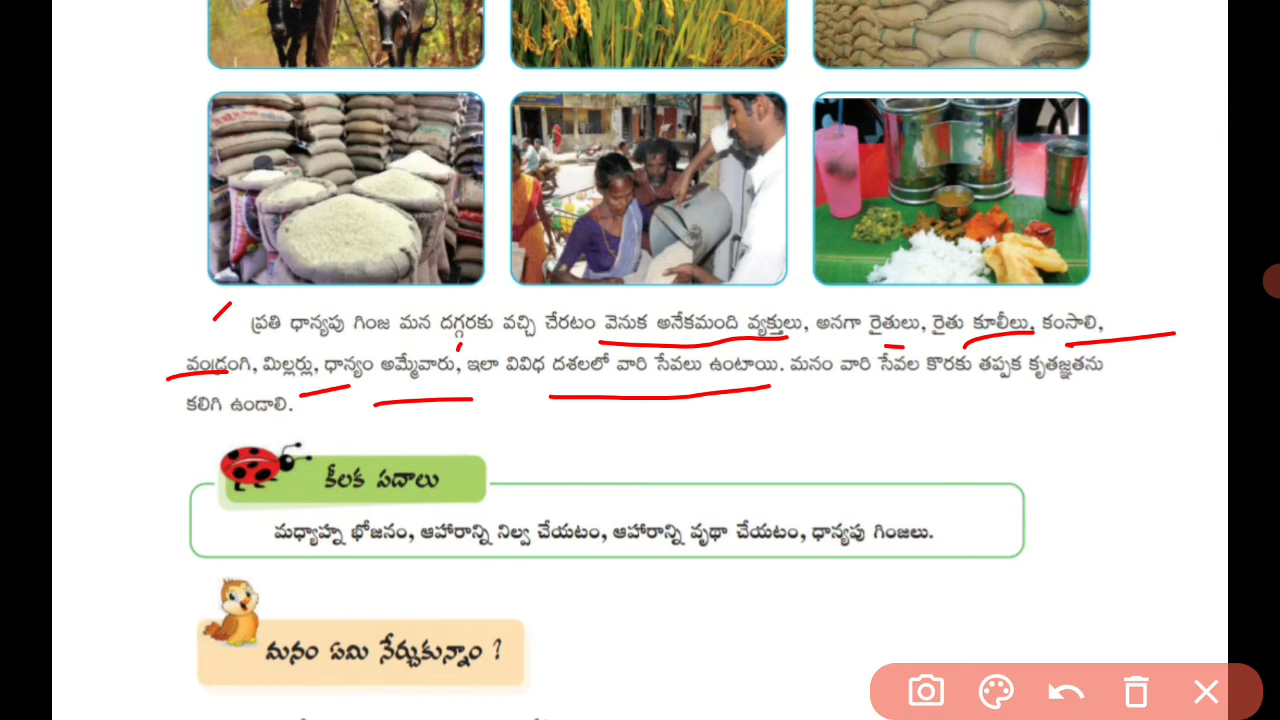 ప్రతి ధాన్యపు గింజ మన దగ్గరకు వచ్చి చేరటం వెనుక అనేకమంది వ్యక్తులు, అనగా రైతులు, రైతు కూలీలు, కంసాలి,
వండ్రంగి, మిల్లర్లు, ధాన్యం అమ్మేవారు, ఇలా వివిధ దశలలో వారి సేవలు ఉంటాయి. మనం వారి సేవల కొరకు తప్పక కృతజ్ఞతను
కలిగి ఉండాలి.
కీలక పదాలు
మధ్యాహ్న భోజనం, ఆహారాన్ని నిల్వ చేయటం, ఆహారాన్ని వృథా చేయటం, ధాన్యపు గింజలు.
మనం ఏమి నేర్చుకున్నాం ?